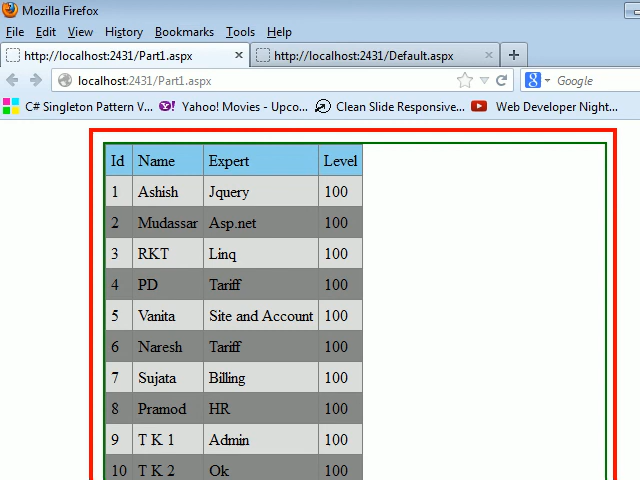 Mozilla Firefox
File Edit View History Bookmarks Tools Help
http://localhost:2431/Part1.aspx × http://localhost:2431/Default.aspx × +
localhost:2431/Part1.aspx Google
C# Singleton Pattern V... Yahoo! Movies - Upco... Clean Slide Responsive... Web Developer Night...
Id Name Expert Level
1 Ashish Jquery 100
2 Mudassar Asp.net 100
3 RKT Linq 100
4 PD Tariff 100
5 Vanita Site and Account 100
6 Naresh Tariff 100
7 Sujata Billing 100
8 Pramod HR 100
9 T K 1 Admin 100
10 T K 2 Ok 100